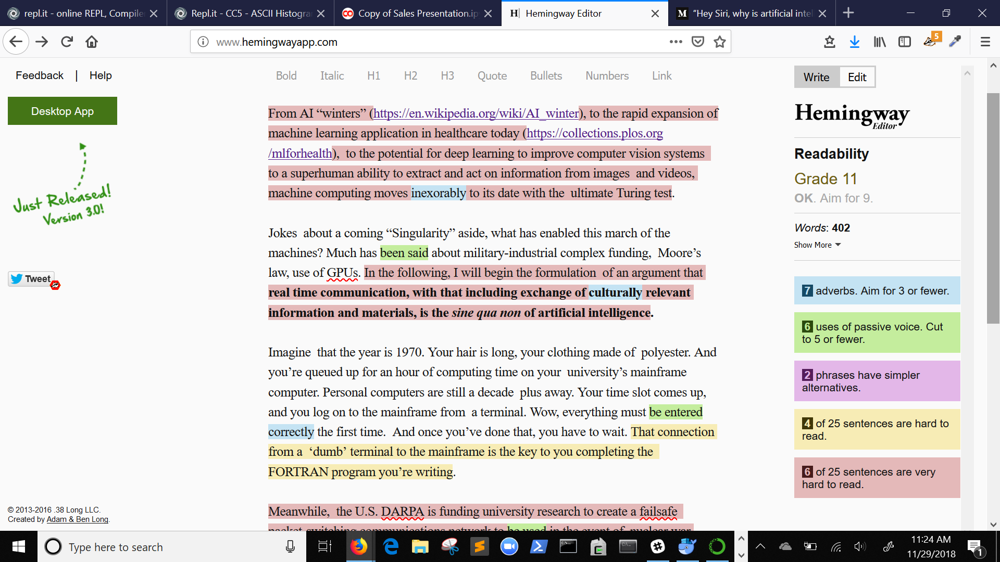 repl.it - online REPL, Compile
Repl.it - CC5 - ASCII Histogra
Copy of Sales Presentation.ip
Hemingway Editor
“Hey Siri, why is artificial intel
www.hemingwayapp.com
5
Feedback | Help
Bold Italic H1 H2 H3 Quote Bullets Numbers Link
Write Edit
Desktop App
Just Released!
Version 3.0!
Tweet
From AI “winters” (https://en.wikipedia.org/wiki/AI_winter), to the rapid expansion of
machine learning application in healthcare today (https://collections.plos.org
/mlforhealth),  to the potential for deep learning to improve computer vision systems
to a superhuman ability to extract and act on information from images  and videos,
machine computing moves inexorably to its date with the  ultimate Turing test.
Jokes  about a coming “Singularity” aside, what has enabled this march of the
machines? Much has been said about military-industrial complex funding,  Moore’s
law, use of GPUs. In the following, I will begin the formulation  of an argument that
real time communication, with that including exchange of culturally relevant
information and materials, is the sine qua non of artificial intelligence.
Imagine  that the year is 1970. Your hair is long, your clothing made of  polyester. And
you’re queued up for an hour of computing time on your  university’s mainframe
computer. Personal computers are still a decade  plus away. Your time slot comes up,
and you log on to the mainframe from  a terminal. Wow, everything must be entered
correctly the first time.  And once you’ve done that, you have to wait. That connection
from a  ‘dumb’ terminal to the mainframe is the key to you completing the
FORTRAN program you’re writing.
Meanwhile,  the U.S. DARPA is funding university research to create a failsafe
packet-switching communications network to be used in the event of  nuclear war
Hemingway
Editor
Readability
Grade 11
OK. Aim for 9.
Words: 402
Show More
7 adverbs. Aim for 3 or fewer.
6 uses of passive voice. Cut
to 5 or fewer.
2 phrases have simpler
alternatives.
4 of 25 sentences are hard to
read.
6 of 25 sentences are very
hard to read.
© 2013-2016 .38 Long LLC.
Created by Adam & Ben Long.
Type here to search
11:24 AM
11/29/2018
1